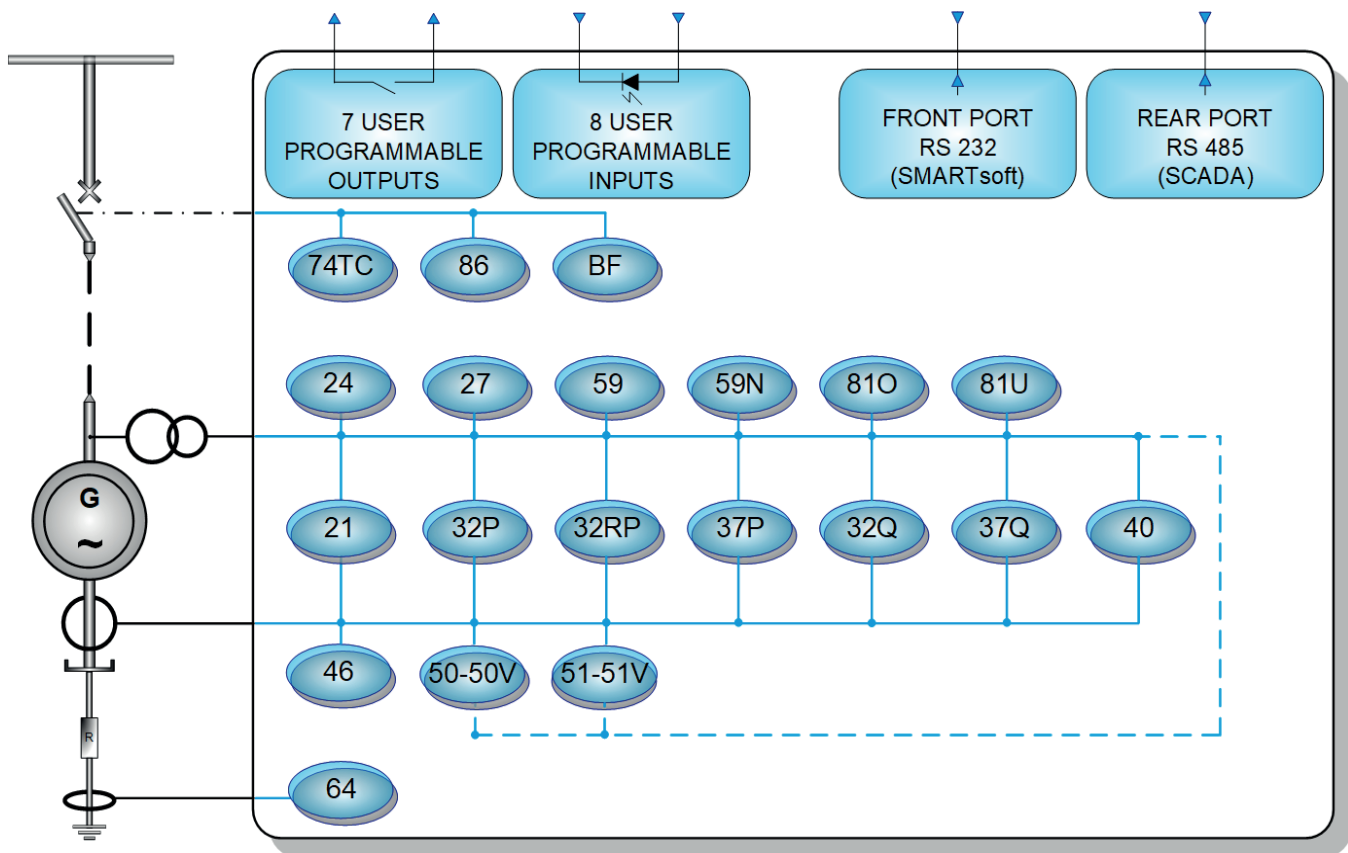 7 USER
PROGRAMMABLE
OUTPUTS
8 USER
PROGRAMMABLE
INPUTS
FRONT PORT
RS 232
(SMARTsoft)
REAR PORT
RS 485
(SCADA)
74TC
86
BF
24
27
59
59N
81O
81U
G
~
21
32P
32RP
37P
32Q
37Q
40
46
50-50V
51-51V
R
64